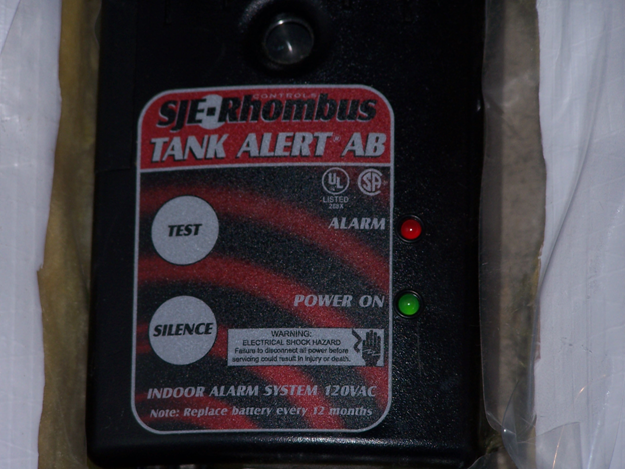 CONTROLS
SJE-Rhombus
TANK ALERT® AB
UL
LISTED
SA
ALARM
TEST
POWER ON
SILENCE
WARNING:
ELECTRICAL SHOCK HAZARD
Failure to disconnect all power before
servicing could result in injury or death.
INDOOR ALARM SYSTEM 120VAC
Note: Replace battery every 12 months